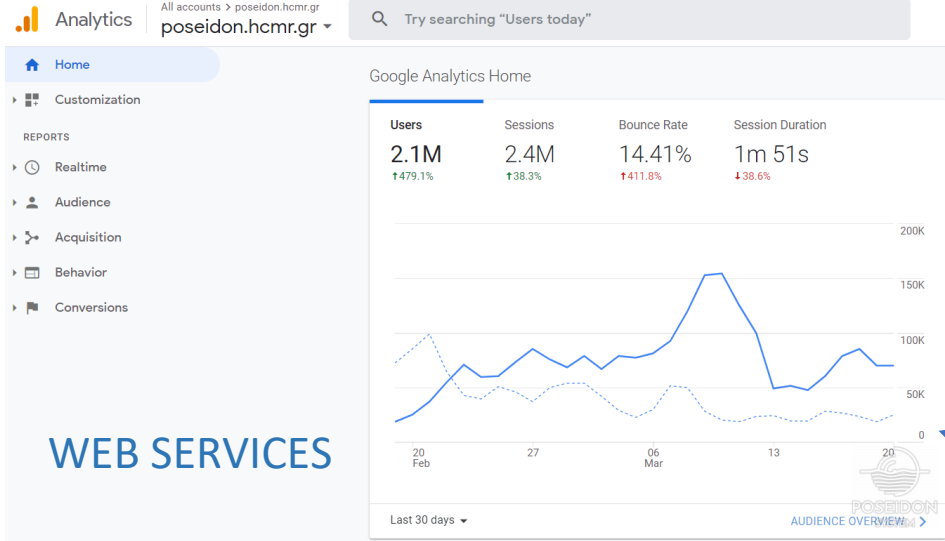 Analytics
All accounts > poseidon.hcmr.gr
poseidon.hcmr.gr
Try searching “Users today”
Home
Customization
REPORTS
Realtime
Audience
Acquisition
Behavior
Conversions
WEB SERVICES
Google Analytics Home
Users
2.1M
↑479.1%
Sessions
2.4M
↑38.3%
Bounce Rate
14.41%
↑411.8%
Session Duration
1m 51s
↓38.6%
200K
150K
100K
50K
0
20
Feb
27
06
Mar
13
20
Last 30 days
AUDIENCE OVERVIEW
POSEIDON
SYSTEM